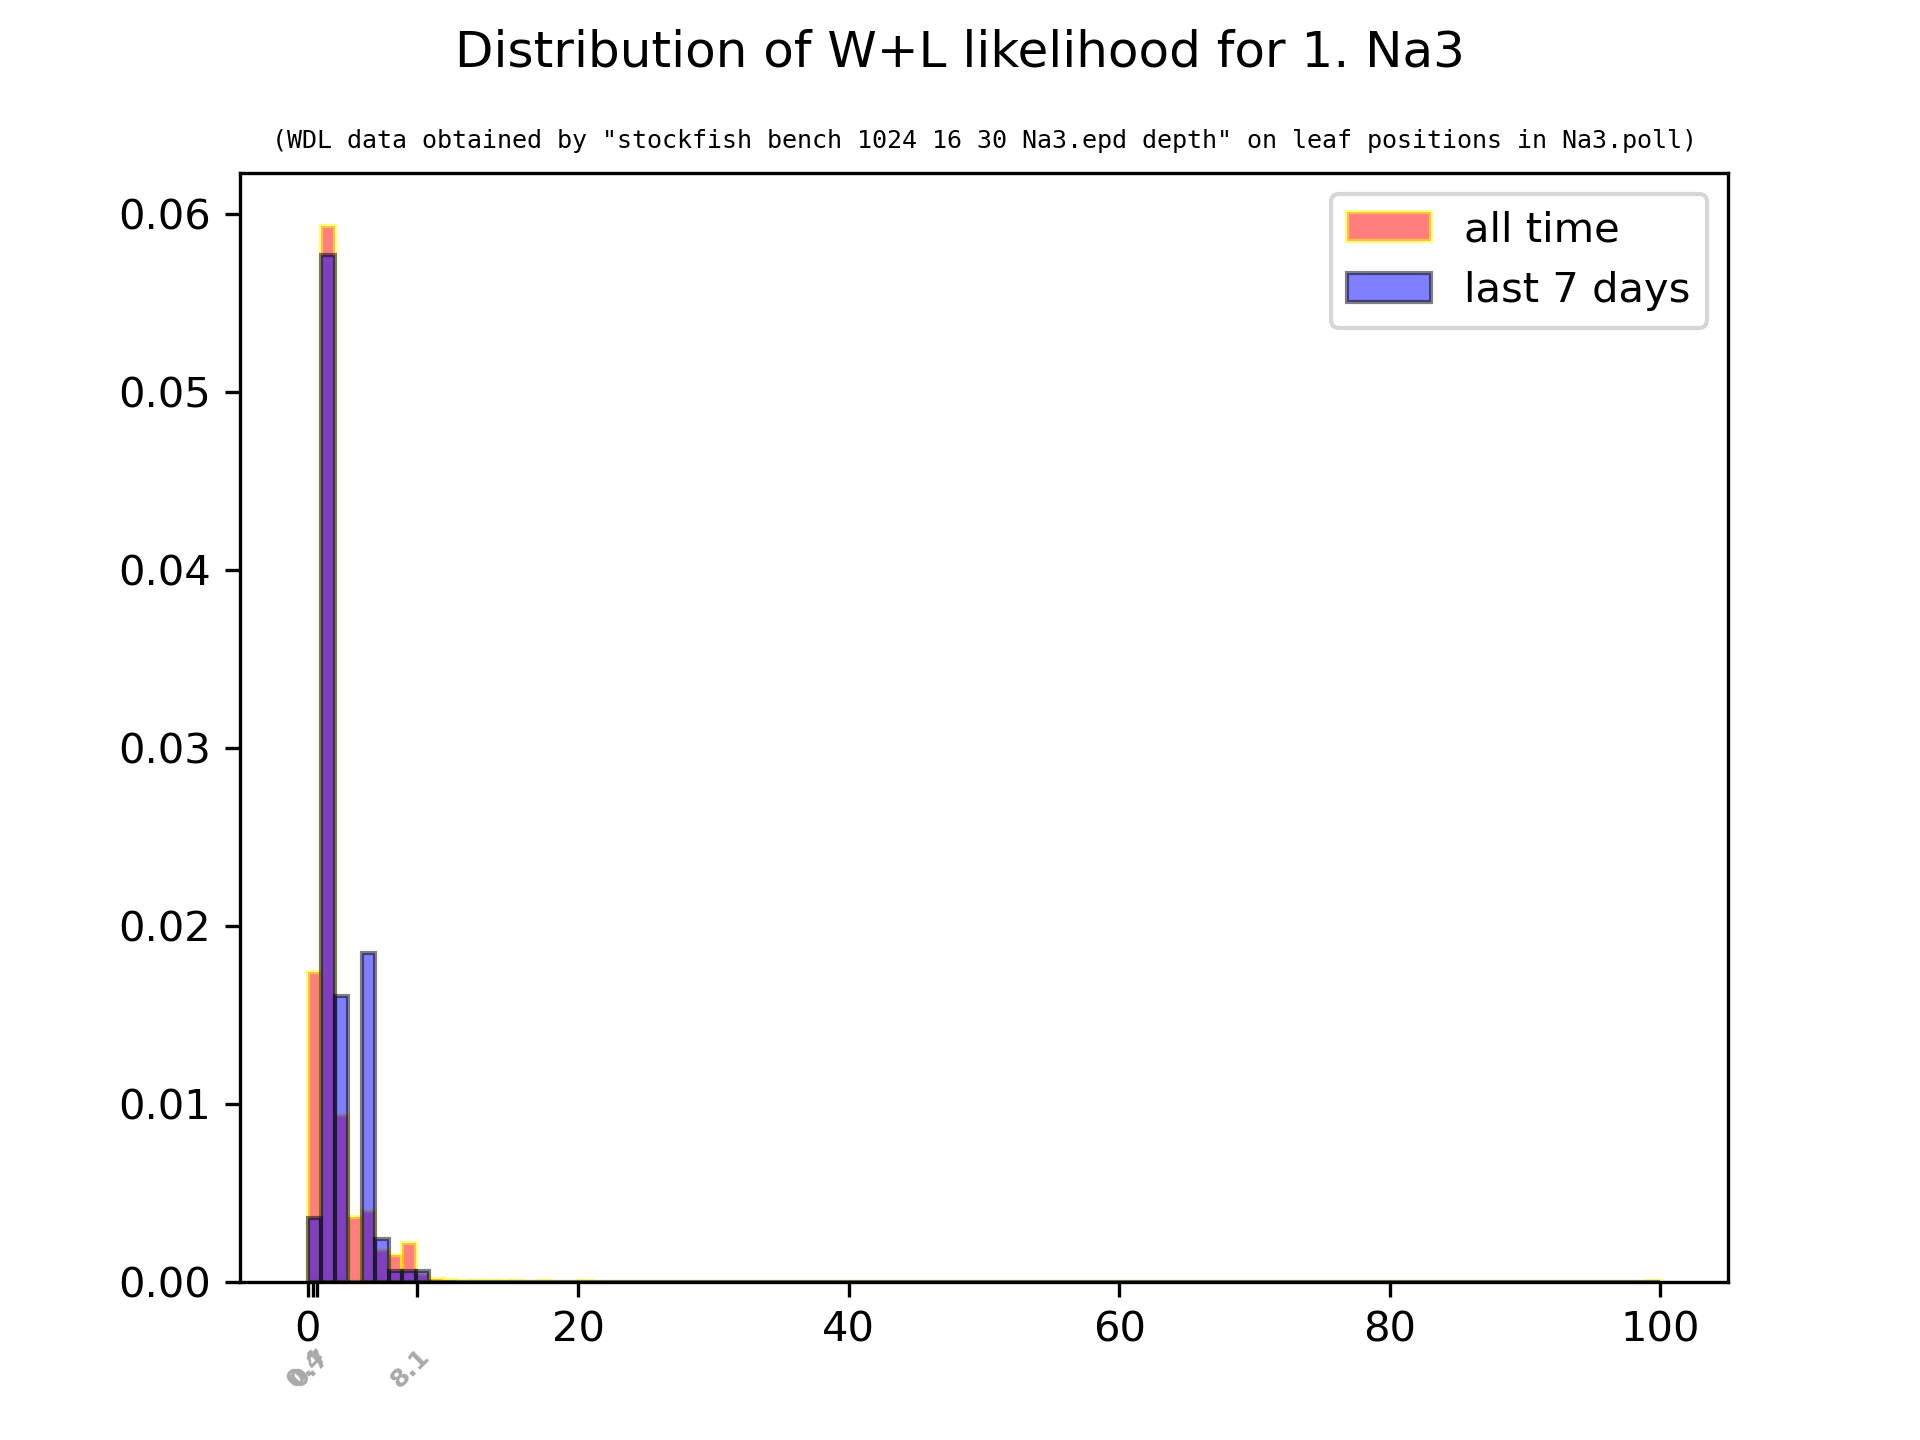 Distribution of W+L likelihood for 1. Na3
(WDL data obtained by "stockfish bench 1024 16 30 Na3.epd depth" on leaf positions in Na3.poll)
all time
last 7 days
0.06
0.05
0.04
0.03
0.02
0.01
0.00
0 20 40 60 80 100
8.1